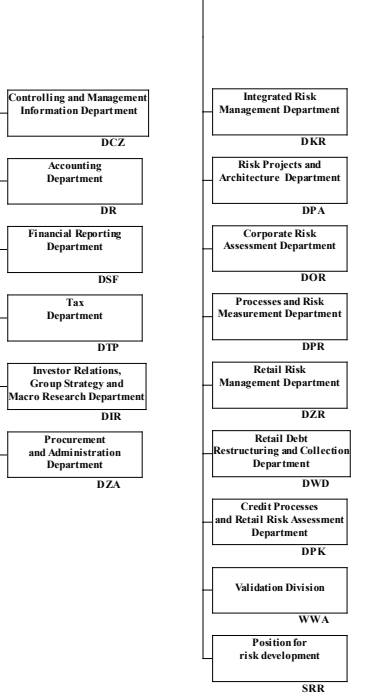 Controlling and Management
Information Department
DCZ
Accounting
Department
DR
Financial Reporting
Department
DSF
Tax
Department
DTP
Investor Relations,
Group Strategy and
Macro Research Department
DIR
Procurement
and Administration
Department
DZA
Integrated Risk
Management Department
DKR
Risk Projects and
Architecture Department
DPA
Corporate Risk
Assessment Department
DOR
Processes and Risk
Measurement Department
DPR
Retail Risk
Management Department
DZR
Retail Debt
Restructuring and Collection
Department
DWD
Credit Processes
and Retail Risk Assessment
Department
DPK
Validation Division
WWA
Position for
risk development
SRR